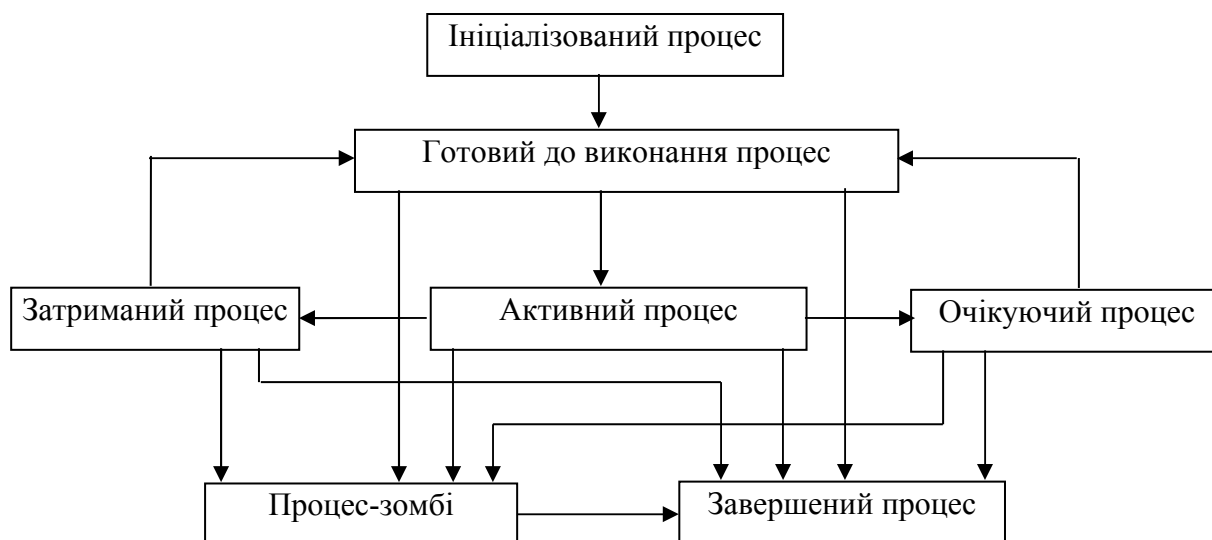 Ініціалізований процес
Готовий до виконання процес
Затриманий процес
Активний процес
Очікуючий процес
Процес-зомбі
Завершений процес